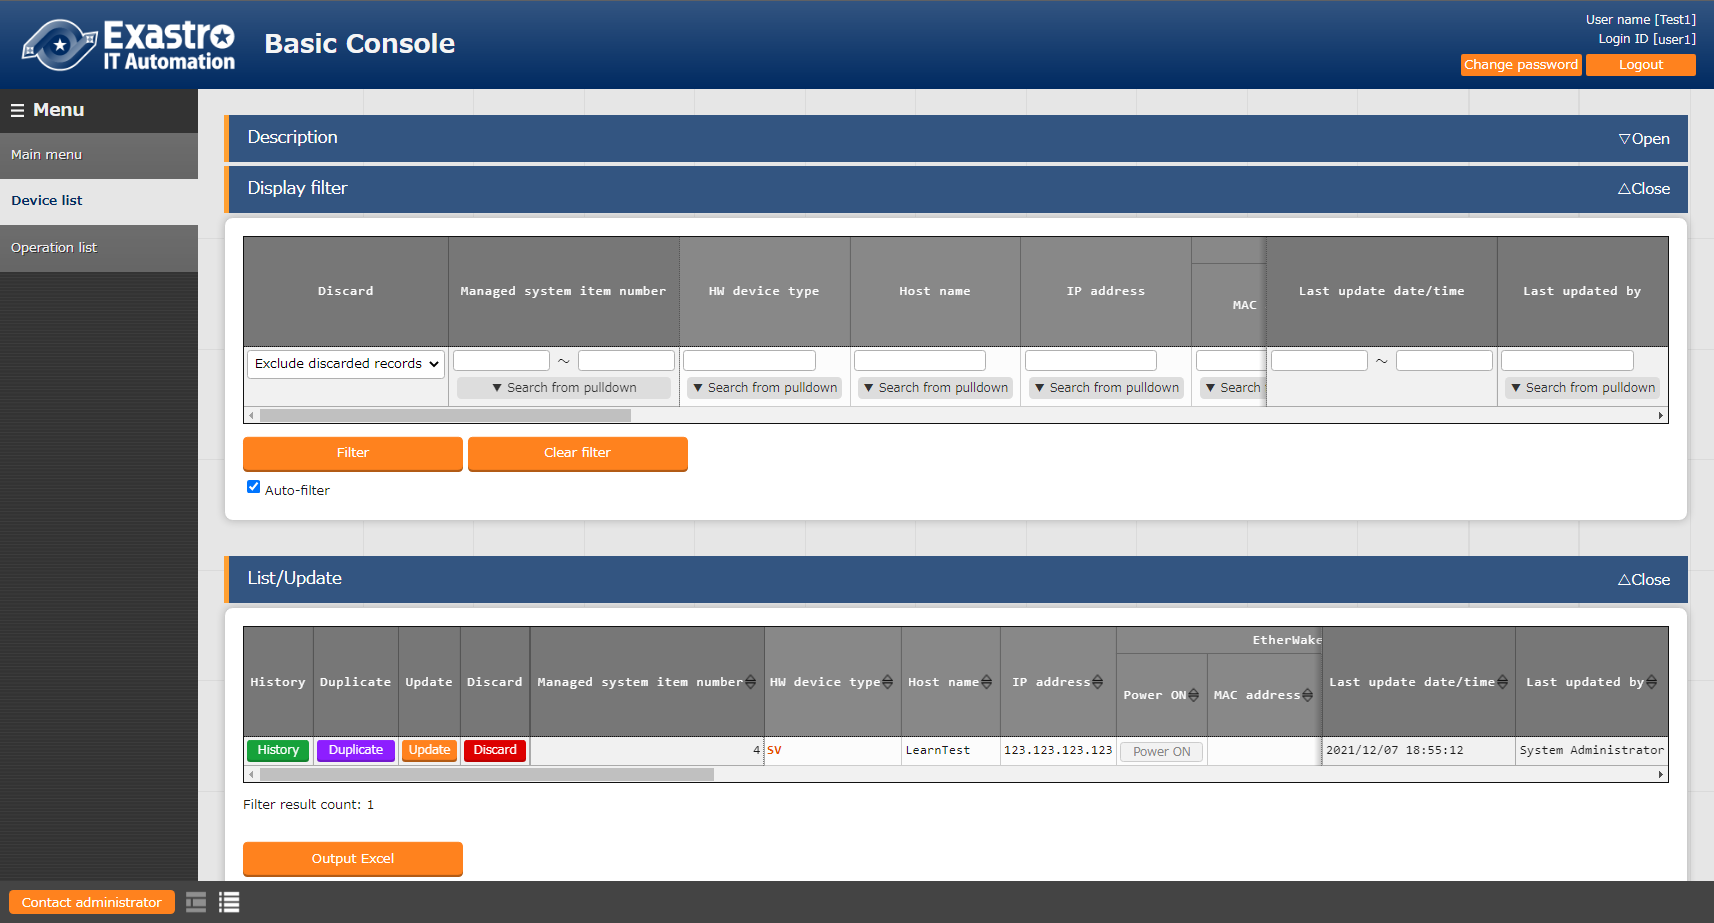 Exastro
IT Automation
Basic Console
User name [Test1]
Login ID [user1]
Change password
Logout
Menu
Main menu
Device list
Operation list
Description
▽Open
Display filter
△Close
Discard
Managed system item number
HW device type
Host name
IP address
MAC
Last update date/time
Last updated by
Exclude discarded records
~
~
▼ Search from pulldown
▼ Search from pulldown
▼ Search from pulldown
▼ Search from pulldown
▼ Search
▼ Search from pulldown
Filter
Clear filter
Auto-filter
List/Update
△Close
EtherWake
History
Duplicate
Update
Discard
Managed system item number
HW device type
Host name
IP address
Power ON
MAC address
Last update date/time
Last updated by
History
Duplicate
Update
Discard
4
SV
LearnTest
123.123.123.123
Power ON
2021/12/07 18:55:12
System Administrator
Filter result count: 1
Output Excel
Contact administrator